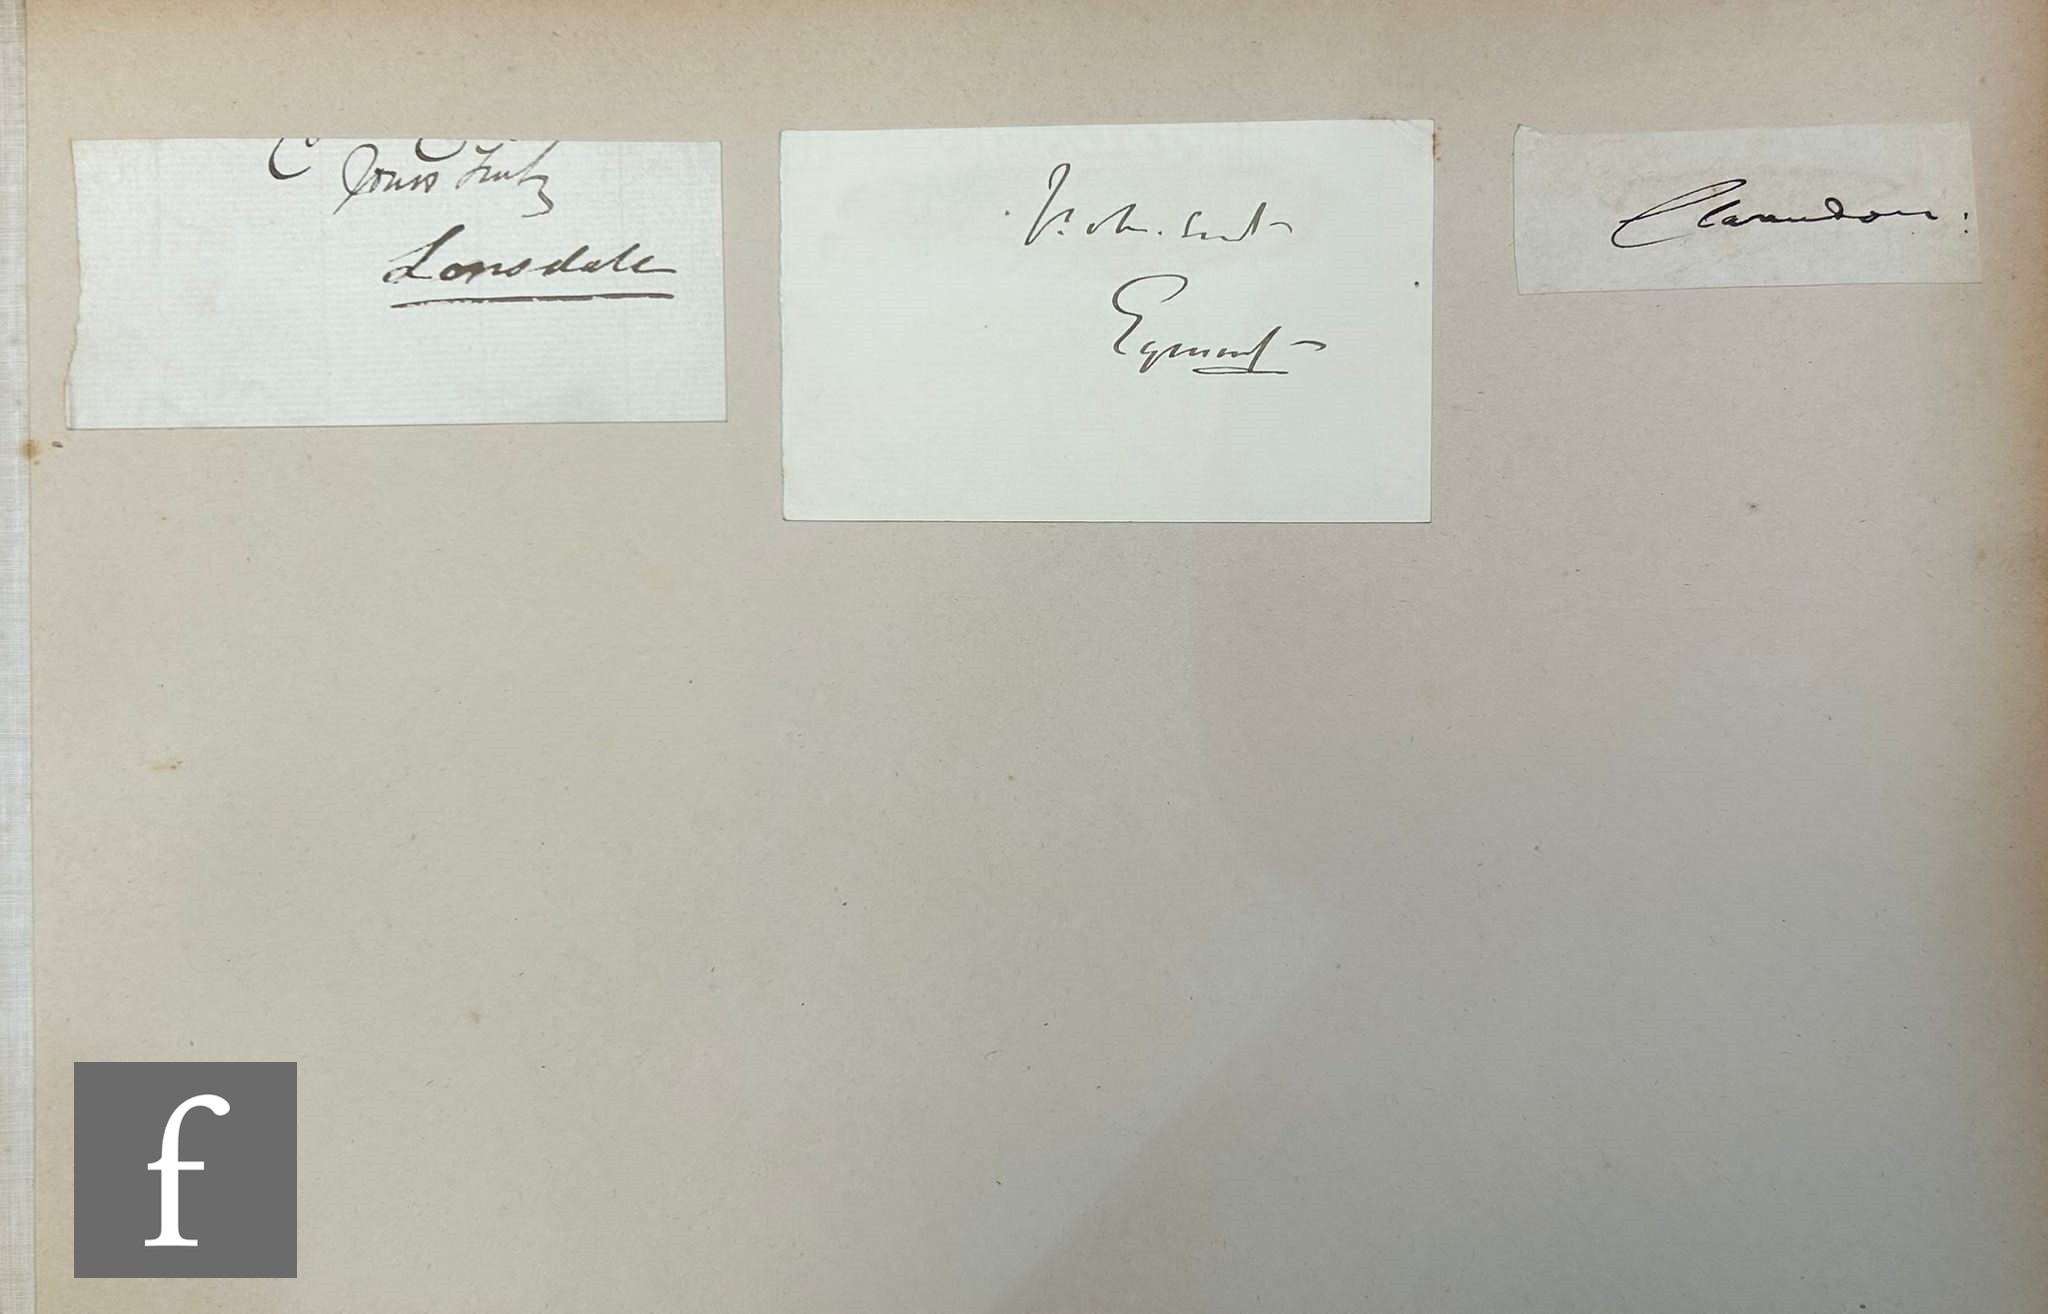 Yours truly
Lonsdale
Egmont
Clarendon
f